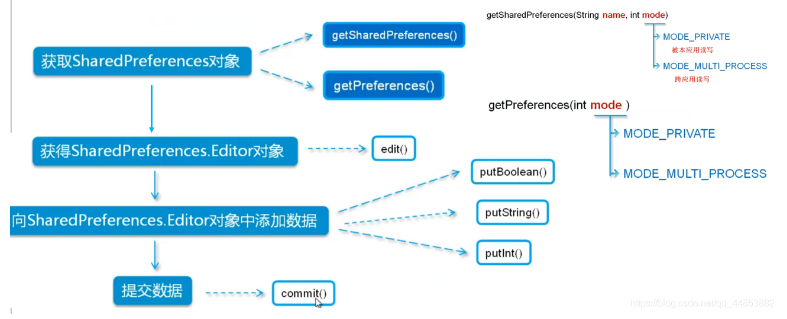 getSharedPreferences(String name, int mode)
MODE_PRIVATE
被本应用读写
MODE_MULTI_PROCESS
跨应用读写
获取SharedPreferences对象
getSharedPreferences()
getPreferences()
getPreferences(int mode )
MODE_PRIVATE
MODE_MULTI_PROCESS
获得SharedPreferences.Editor对象
edit()
向SharedPreferences.Editor对象中添加数据
putBoolean()
putString()
putInt()
提交数据
commit()
https://blog.csdn.net/qq_44853882